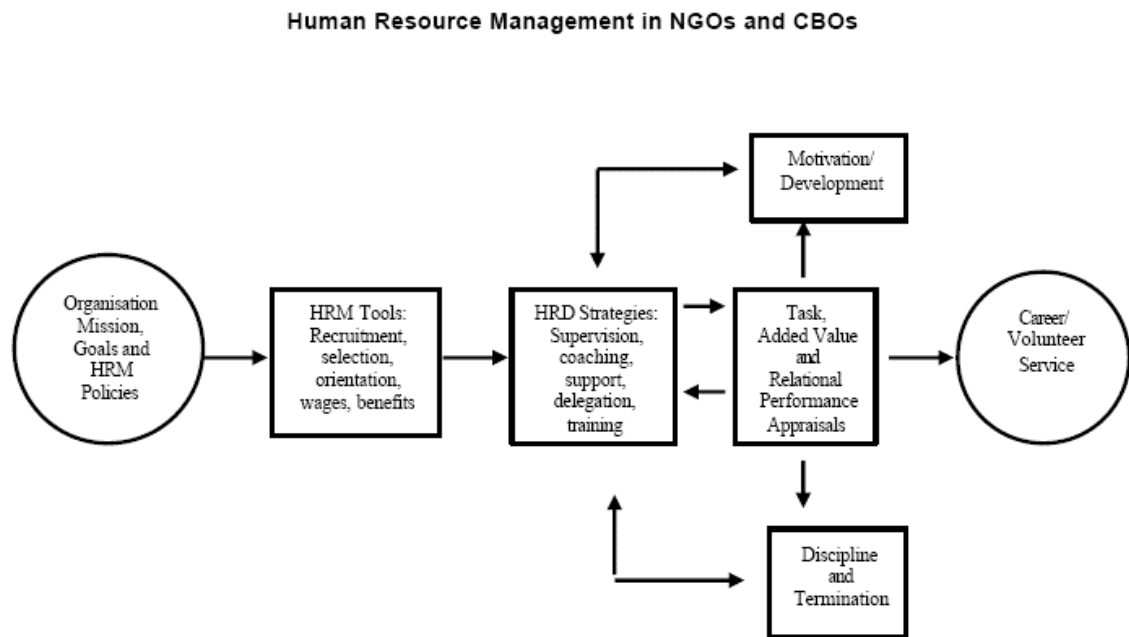 Human Resource Management in NGOs and CBOs
Motivation/
Development
Organisation
Mission,
Goals and
HRM
Policies
HRM Tools:
Recruitment,
selection,
orientation,
wages, benefits
HRD Strategies:
Supervision,
coaching,
support,
delegation,
training
Task,
Added Value
and
Relational
Performance
Appraisals
Career/
Volunteer
Service
Discipline
and
Termination